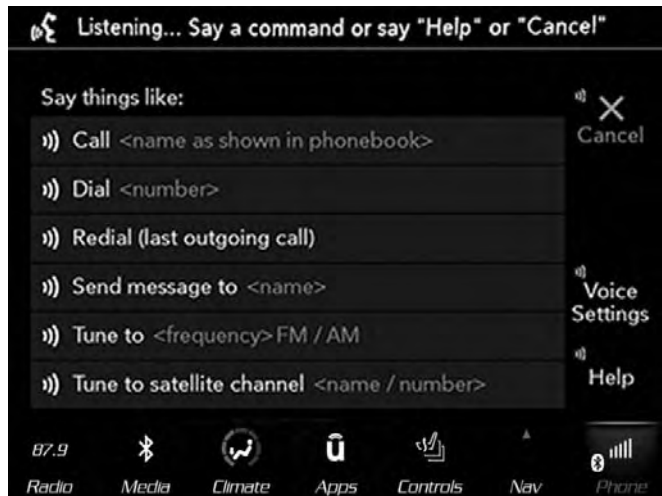 Listening... Say a command or say "Help" or "Cancel"
Say things like:
Call <name as shown in phonebook>
Dial <number>
Redial (last outgoing call)
Send message to <name>
Tune to <frequency> FM / AM
Tune to satellite channel <name / number>
Cancel
Voice
Settings
Help
87.9
Radio
Media
Climate
ū
Apps
Controls
Nav
Phone